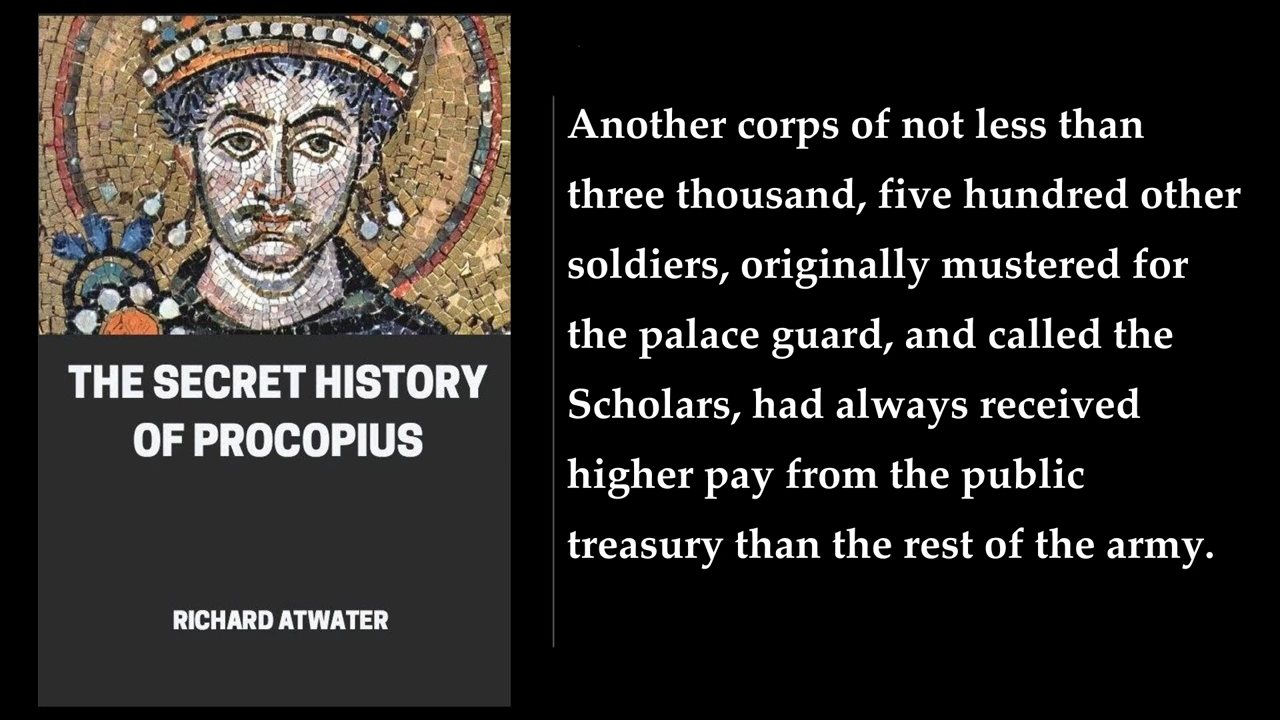 THE SECRET HISTORY
OF PROCOPIUS
RICHARD ATWATER
Another corps of not less than
three thousand, five hundred other
soldiers, originally mustered for
the palace guard, and called the
Scholars, had always received
higher pay from the public
treasury than the rest of the army.